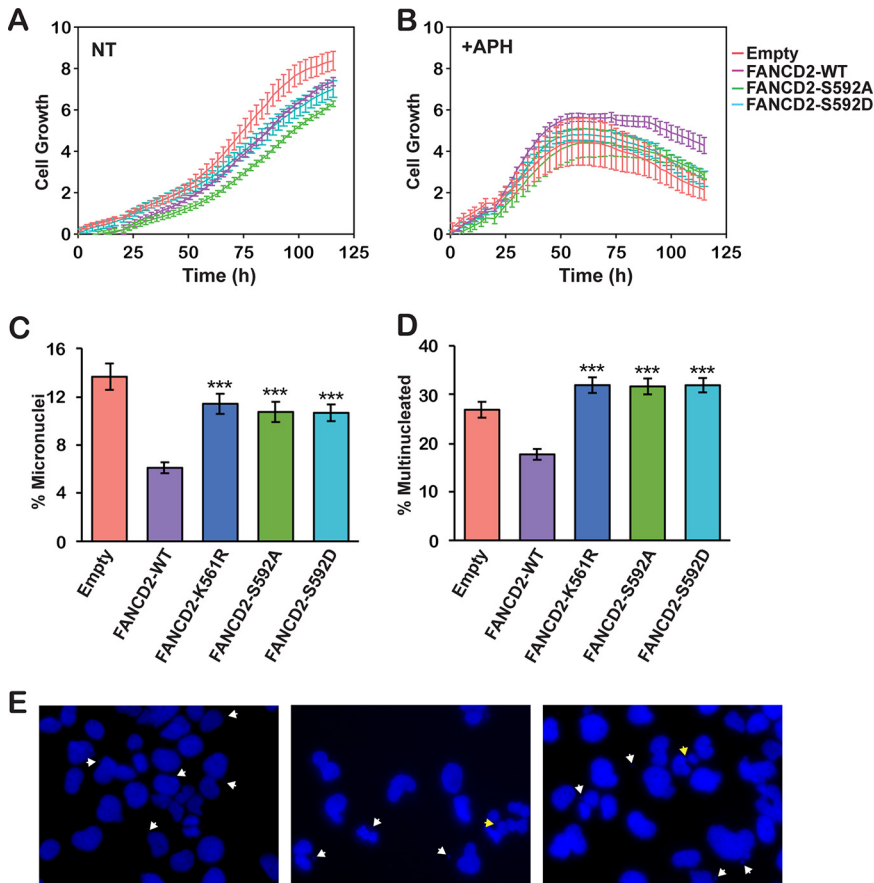 A
NT
10
8
6
4
2
0
Cell Growth
0 25 50 75 100 125
Time (h)
B
+APH
10
8
6
4
2
0
Cell Growth
0 25 50 75 100 125
Time (h)
Empty
FANCD2-WT
FANCD2-S592A
FANCD2-S592D
C
16
12
8
4
0
% Micronuclei
***
***
***
Empty
FANCD2-WT
FANCD2-K561R
FANCD2-S592A
FANCD2-S592D
D
40
30
20
10
0
% Multinucleated
***
***
***
Empty
FANCD2-WT
FANCD2-K561R
FANCD2-S592A
FANCD2-S592D
E